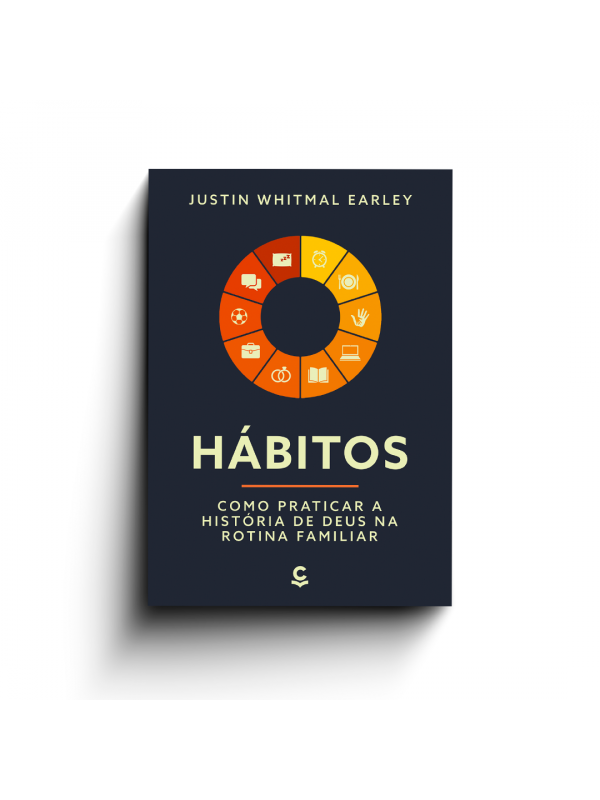 JUSTIN WHITMAL EARLEY
HÁBITOS
COMO PRATICAR A
HISTÓRIA DE DEUS NA
ROTINA FAMILIAR